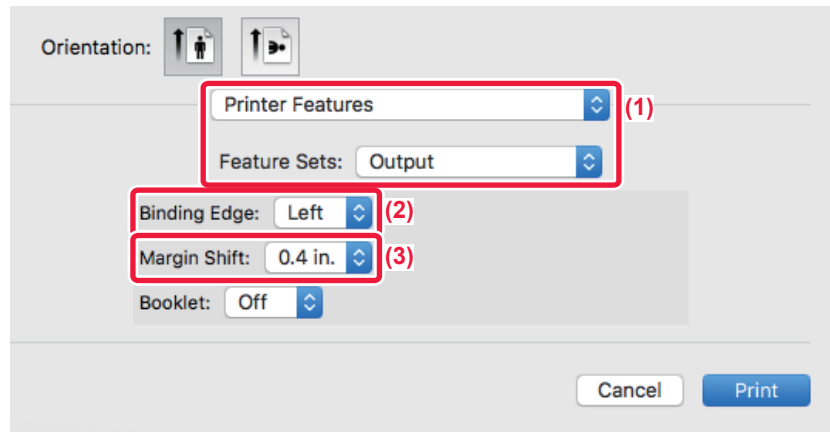 Orientation:
Printer Features
(1)
Feature Sets: Output
Binding Edge: Left
(2)
Margin Shift: 0.4 in.
(3)
Booklet: Off
Cancel Print